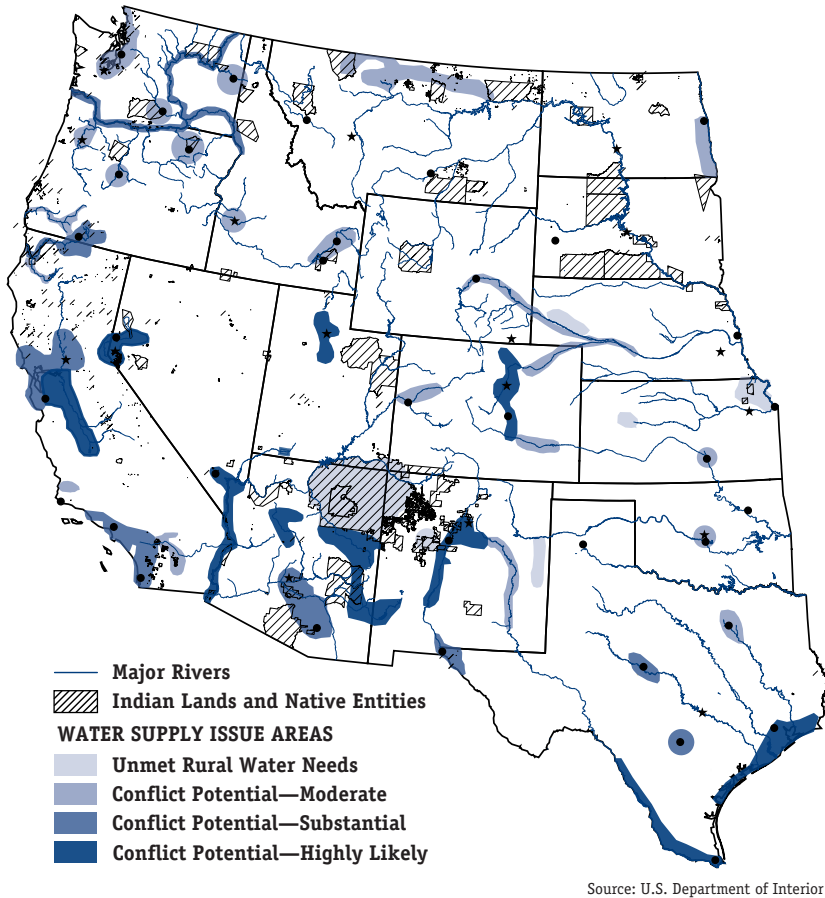 Major Rivers
Indian Lands and Native Entities
WATER SUPPLY ISSUE AREAS
Unmet Rural Water Needs
Conflict Potential—Moderate
Conflict Potential—Substantial
Conflict Potential—Highly Likely
Source: U.S. Department of Interior